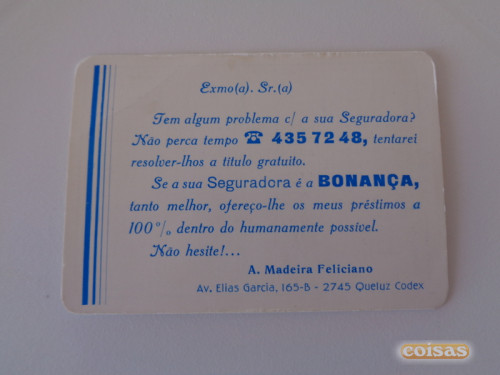 Exmo(a). Sr.(a)
Tem algum problema c/ a sua Seguradora?
Não perca tempo ☎ 435 72 48, tentarei
resolver-lhos a titulo gratuito.
Se a sua Seguradora é a BONANÇA,
tanto melhor, ofereço-lhe os meus préstimos a
100% dentro do humanamente possível.
Não hesite!...
A. Madeira Feliciano
Av. Elias Garcia, 165-B - 2745 Queluz Codex
coisas